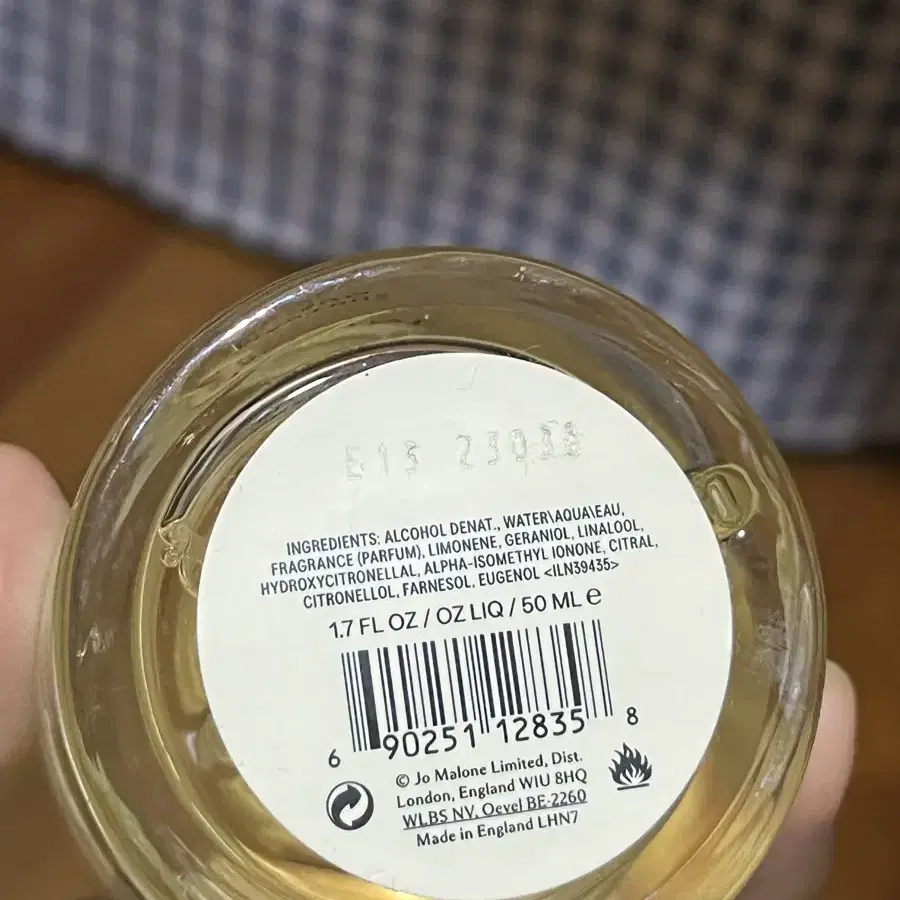 INGREDIENTS: ALCOHOL DENAT., WATER\AQUA\EAU,
FRAGRANCE (PARFUM), LIMONENE, GERANIOL, LINALOOL,
HYDROXYCITRONELLAL, ALPHA-ISOMETHYL IONONE, CITRAL,
CITRONELLOL, FARNESOL, EUGENOL <ILN39435>
1.7 FL OZ / OZ LIQ / 50 ML e
6 90251 12835 8
© Jo Malone Limited, Dist.
London, England W1U 8HQ
WLBS NV, Oevel BE-2260
Made in England LHN7